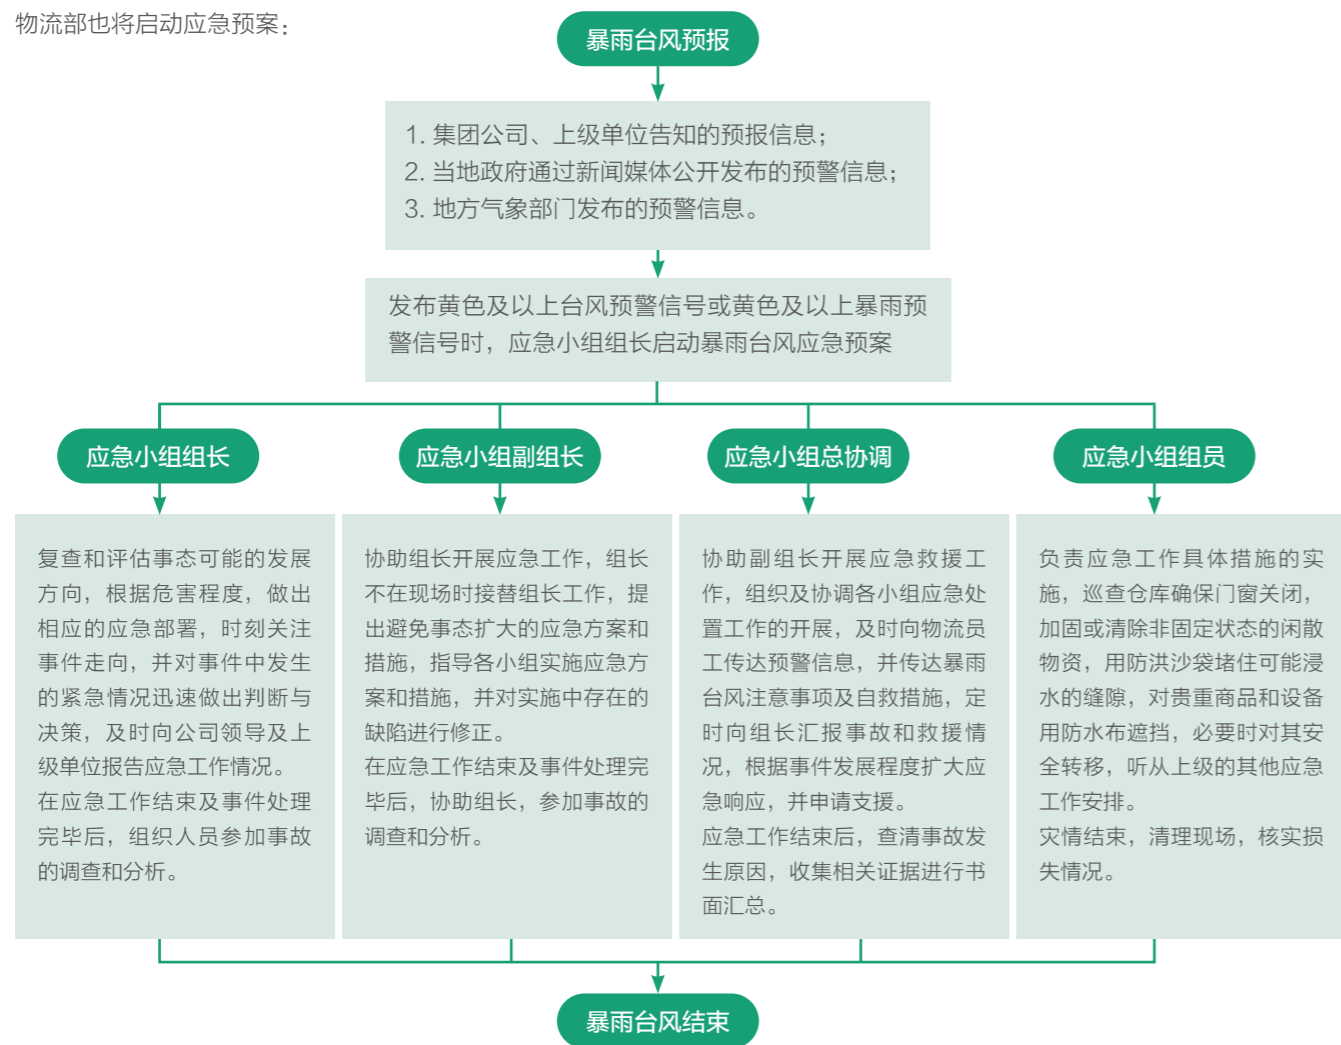 物流部也将启动应急预案：
暴雨台风预报
1. 集团公司、上级单位告知的预报信息；
2. 当地政府通过新闻媒体公开发布的预警信息；
3. 地方气象部门发布的预警信息。
发布黄色及以上台风预警信号或黄色及以上暴雨预
警信号时，应急小组组长启动暴雨台风应急预案
应急小组组长
复查和评估事态可能的发展
方向，根据危害程度，做出
相应的应急部署，时刻关注
事件走向，并对事件中发生
的紧急情况迅速做出判断与
决策，及时向公司领导及上
级单位报告应急工作情况。
在应急工作结束及事件处理
完毕后，组织人员参加事故
的调查和分析。
应急小组副组长
协助组长开展应急工作，组长
不在现场时接替组长工作，提
出避免事态扩大的应急方案和
措施，指导各小组实施应急方
案和措施，并对实施中存在的
缺陷进行修正。
在应急工作结束及事件处理完
毕后，协助组长，参加事故的
调查和分析。
应急小组总协调
协助副组长开展应急救援工
作，组织及协调各小组应急处
置工作的开展，及时向物流员
工传达预警信息，并传达暴雨
台风注意事项及自救措施，定
时向组长汇报事故和救援情
况，根据事件发展程度扩大应
急响应，并申请支援。
应急工作结束后，查清事故发
生原因，收集相关证据进行书
面汇总。
应急小组组员
负责应急工作具体措施的实
施，巡查仓库确保门窗关闭，
加固或清除非固定状态的闲散
物资，用防洪沙袋堵住可能浸
水的缝隙，对贵重商品和设备
用防水布遮挡，必要时对其安
全转移，听从上级的其他应急
工作安排。
灾情结束，清理现场，核实损
失情况。
暴雨台风结束